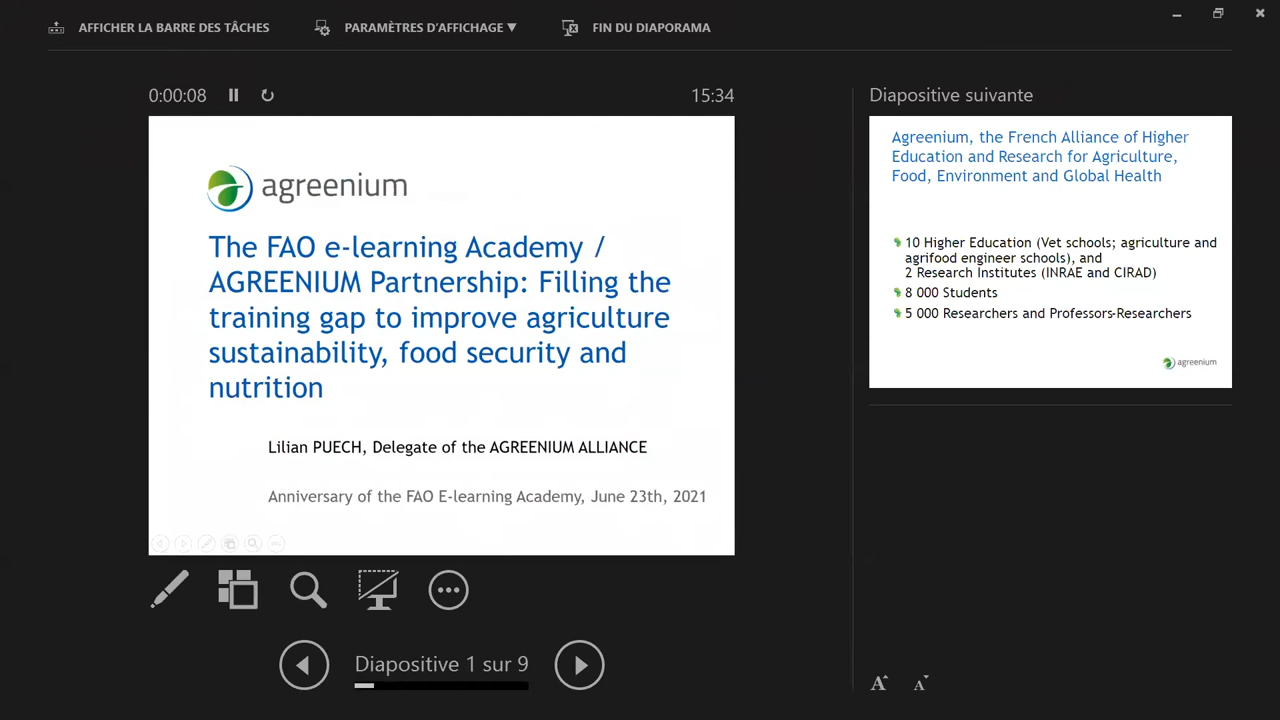 AFFICHER LA BARRE DES TÂCHES
PARAMÈTRES D'AFFICHAGE ▼
FIN DU DIAPORAMA
0:00:08
15:34
agreenium
The FAO e-learning Academy /
AGREENIUM Partnership: Filling the
training gap to improve agriculture
sustainability, food security and
nutrition
Lilian PUECH, Delegate of the AGREENIUM ALLIANCE
Anniversary of the FAO E-learning Academy, June 23th, 2021
Diapositive 1 sur 9
Diapositive suivante
Agreenium, the French Alliance of Higher
Education and Research for Agriculture,
Food, Environment and Global Health
10 Higher Education (Vet schools; agriculture and
agrifood engineer schools), and
2 Research Institutes (INRAE and CIRAD)
8 000 Students
5 000 Researchers and Professors-Researchers
agreenium
A A